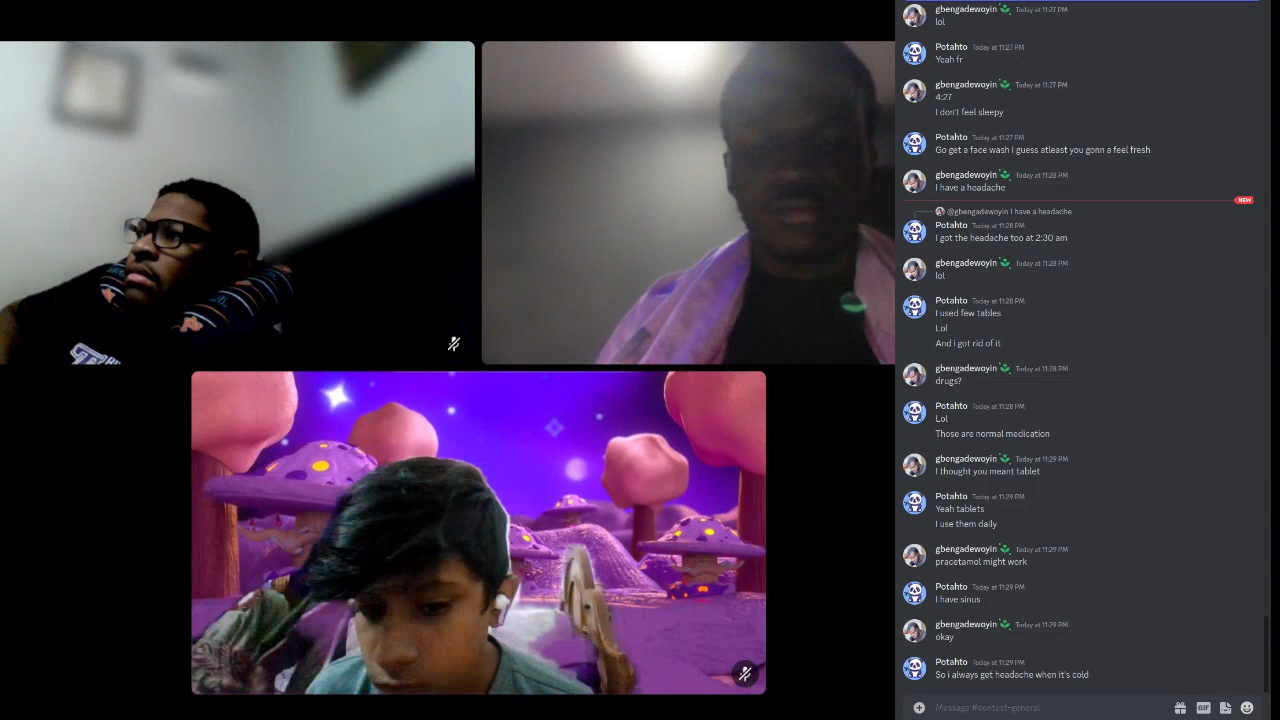 gbengadewoyin Today at 11:27 PM
lol
Potahto Today at 11:27 PM
Yeah fr
gbengadewoyin Today at 11:27 PM
4:27
I don't feel sleepy
Potahto Today at 11:27 PM
Go get a face wash I guess atleast you gonn a feel fresh
gbengadewoyin Today at 11:28 PM
I have a headache
NEW
@gbengadewoyin I have a headache
Potahto Today at 11:28 PM
I got the headache too at 2:30 am
gbengadewoyin Today at 11:28 PM
lol
Potahto Today at 11:28 PM
I used few tables
Lol
And i got rid of it
gbengadewoyin Today at 11:28 PM
drugs?
Potahto Today at 11:28 PM
Lol
Those are normal medication
gbengadewoyin Today at 11:29 PM
I thought you meant tablet
Potahto Today at 11:29 PM
Yeah tablets
I use them daily
gbengadewoyin Today at 11:29 PM
pracetamol might work
Potahto Today at 11:29 PM
I have sinus
gbengadewoyin Today at 11:29 PM
okay
Potahto Today at 11:29 PM
So i always get headache when it's cold
Message #contest-general
GIF